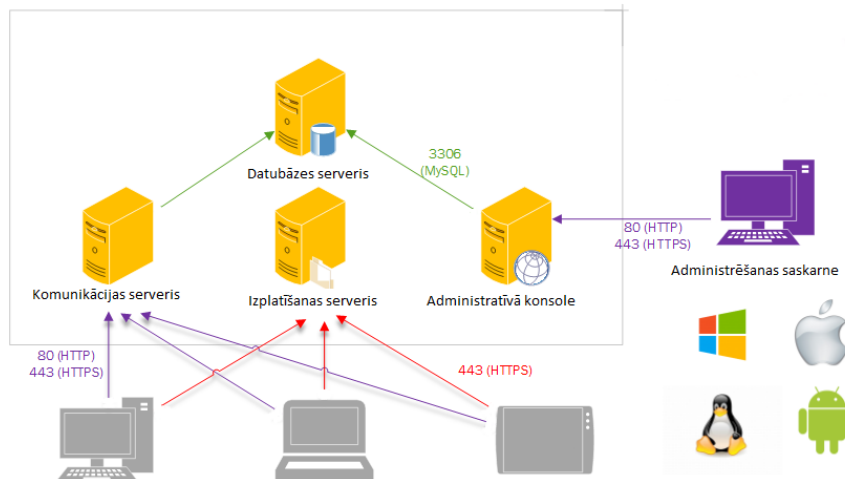 Datubāzes serveris
3306
(MySQL)
80 (HTTP)
443 (HTTPS)
Administrēšanas saskarne
Komunikācijas serveris
Izplatīšanas serveris
Administratīvā konsole
80 (HTTP)
443 (HTTPS)
443 (HTTPS)